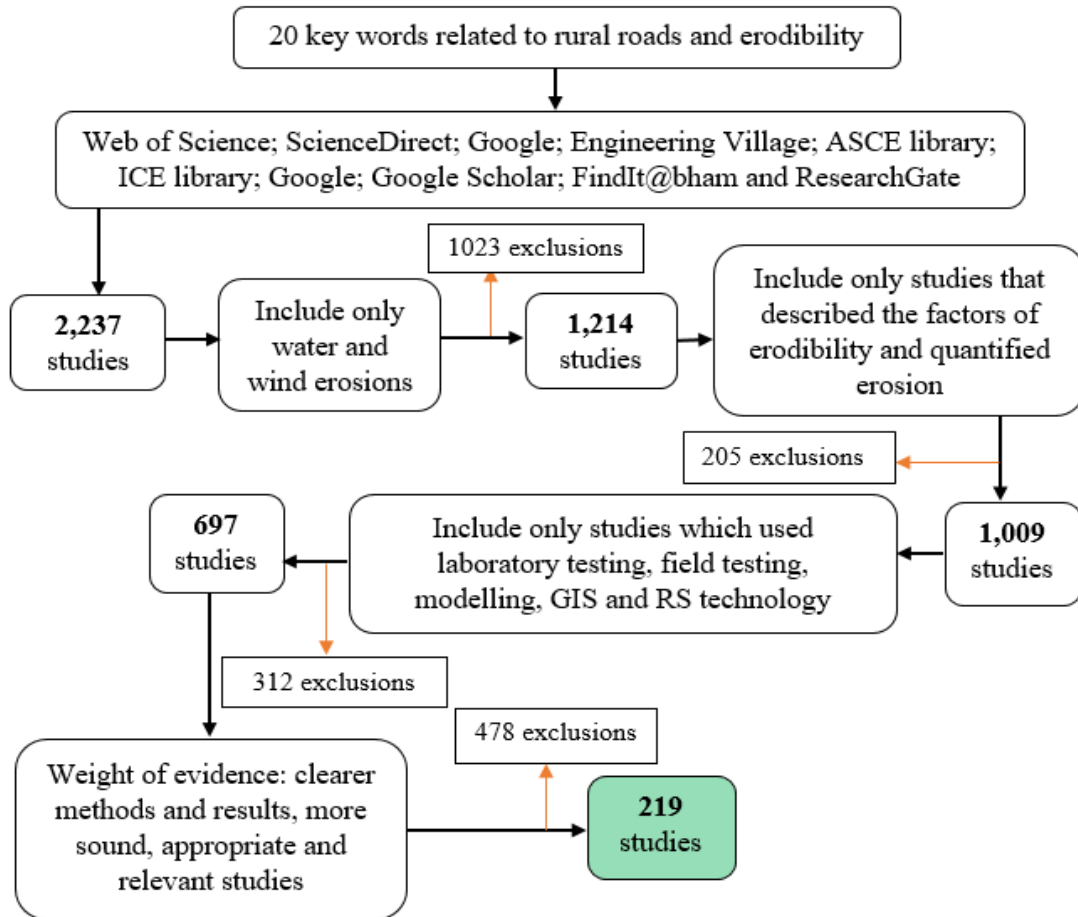 20 key words related to rural roads and erodibility
Web of Science; ScienceDirect; Google; Engineering Village; ASCE library;
ICE library; Google; Google Scholar; FindIt@bham and ResearchGate
2,237
studies
Include only
water and
wind erosions
1023 exclusions
1,214
studies
Include only studies that
described the factors of
erodibility and quantified
erosion
205 exclusions
1,009
studies
Include only studies which used
laboratory testing, field testing,
modelling, GIS and RS technology
312 exclusions
697
studies
Weight of evidence: clearer
methods and results, more
sound, appropriate and
relevant studies
478 exclusions
219
studies